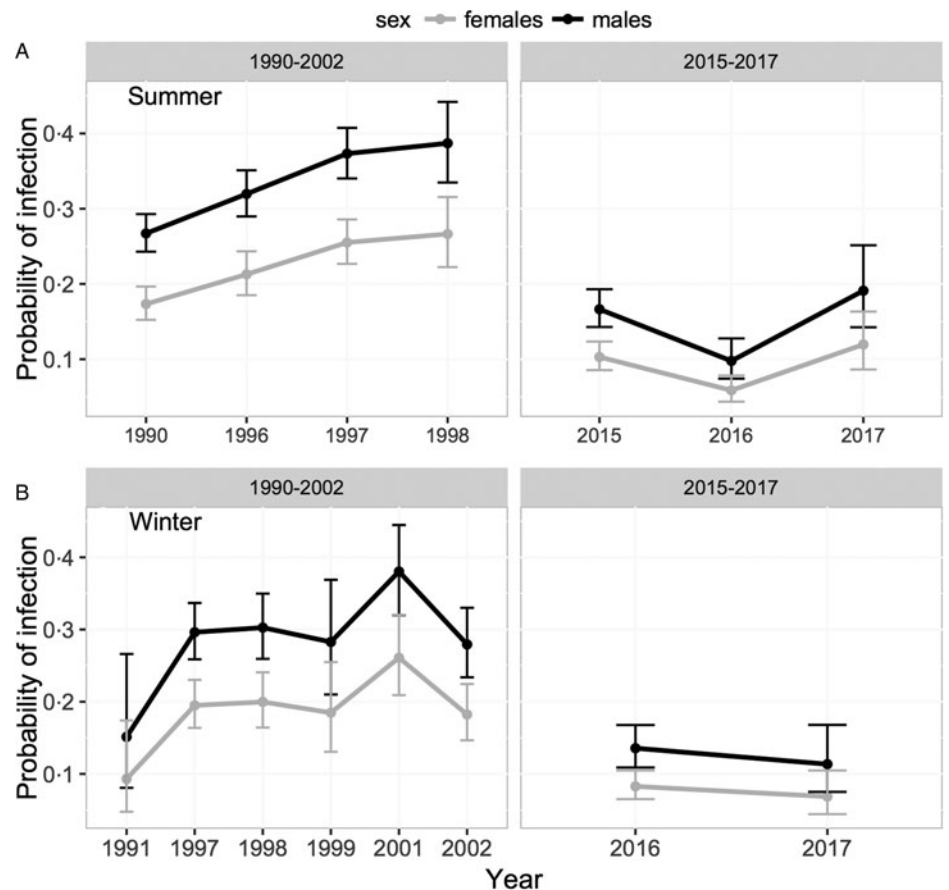 sex females males
A
1990-2002 2015-2017
Summer
Probability of infection
0·4
0·3
0·2
0·1
1990 1996 1997 1998 2015 2016 2017
B
1990-2002 2015-2017
Winter
Probability of infection
0·4
0·3
0·2
0·1
1991 1997 1998 1999 2001 2002 2016 2017
Year